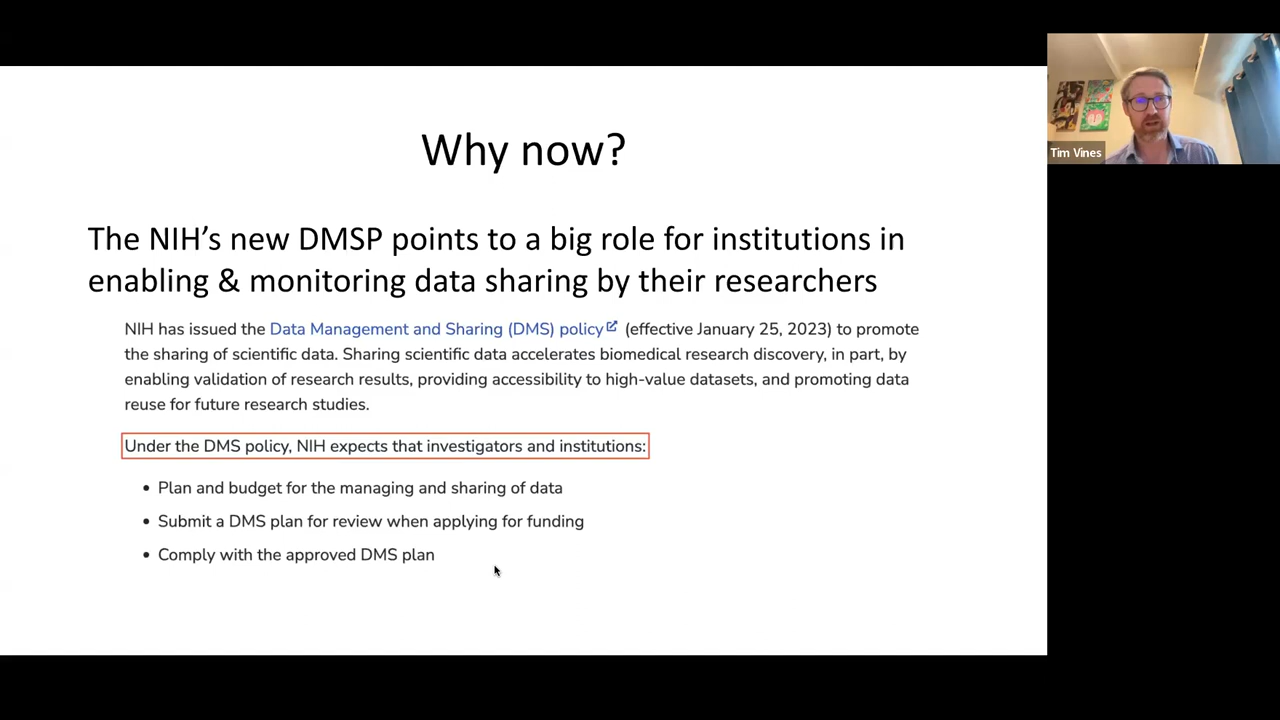 Why now?
The NIH’s new DMSP points to a big role for institutions in
enabling & monitoring data sharing by their researchers
NIH has issued the Data Management and Sharing (DMS) policy (effective January 25, 2023) to promote
the sharing of scientific data. Sharing scientific data accelerates biomedical research discovery, in part, by
enabling validation of research results, providing accessibility to high-value datasets, and promoting data
reuse for future research studies.
Under the DMS policy, NIH expects that investigators and institutions:
• Plan and budget for the managing and sharing of data
• Submit a DMS plan for review when applying for funding
• Comply with the approved DMS plan
Tim Vines